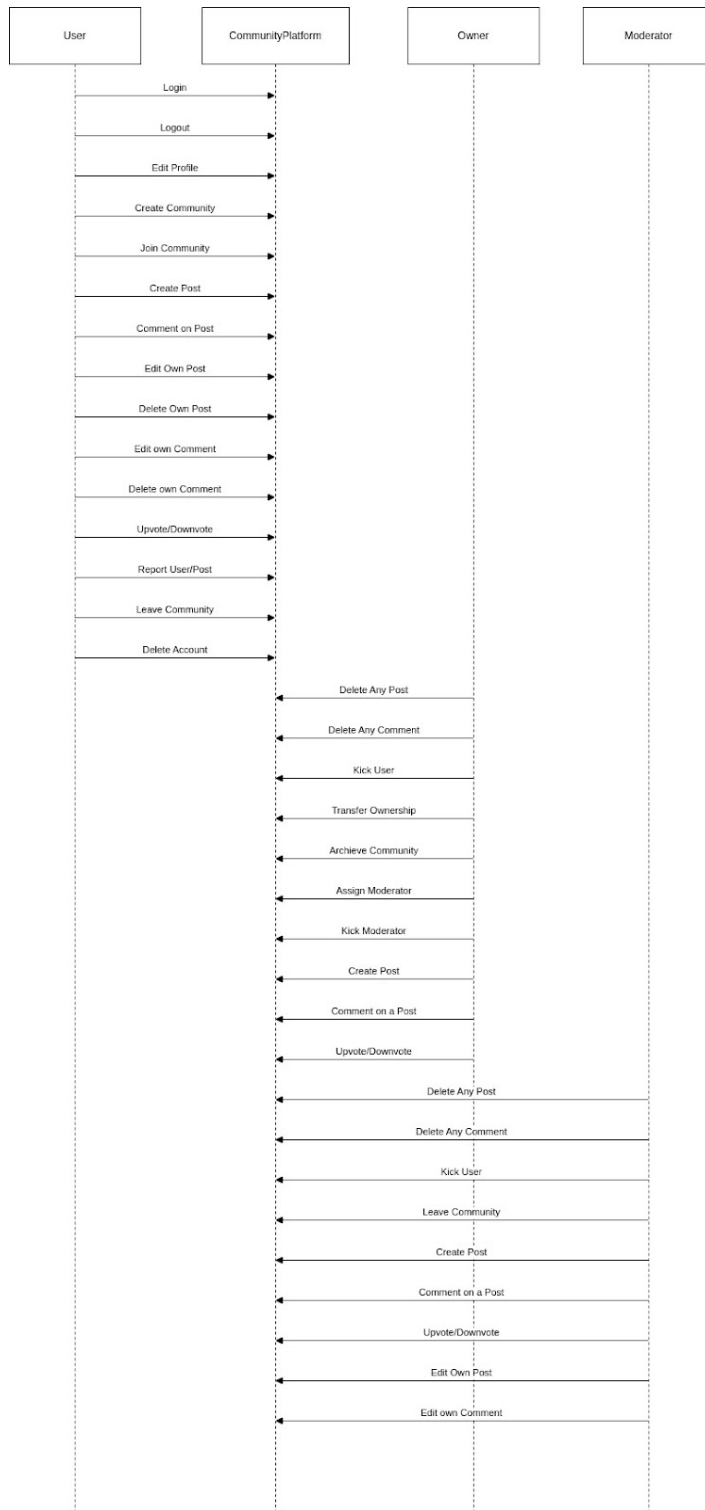 User
CommunityPlatform
Owner
Moderator
Login
Logout
Edit Profile
Create Community
Join Community
Create Post
Comment on Post
Edit Own Post
Delete Own Post
Edit own Comment
Delete own Comment
Upvote/Downvote
Report User/Post
Leave Community
Delete Account
Delete Any Post
Delete Any Comment
Kick User
Transfer Ownership
Archieve Community
Assign Moderator
Kick Moderator
Create Post
Comment on a Post
Upvote/Downvote
Delete Any Post
Delete Any Comment
Kick User
Leave Community
Create Post
Comment on a Post
Upvote/Downvote
Edit Own Post
Edit own Comment